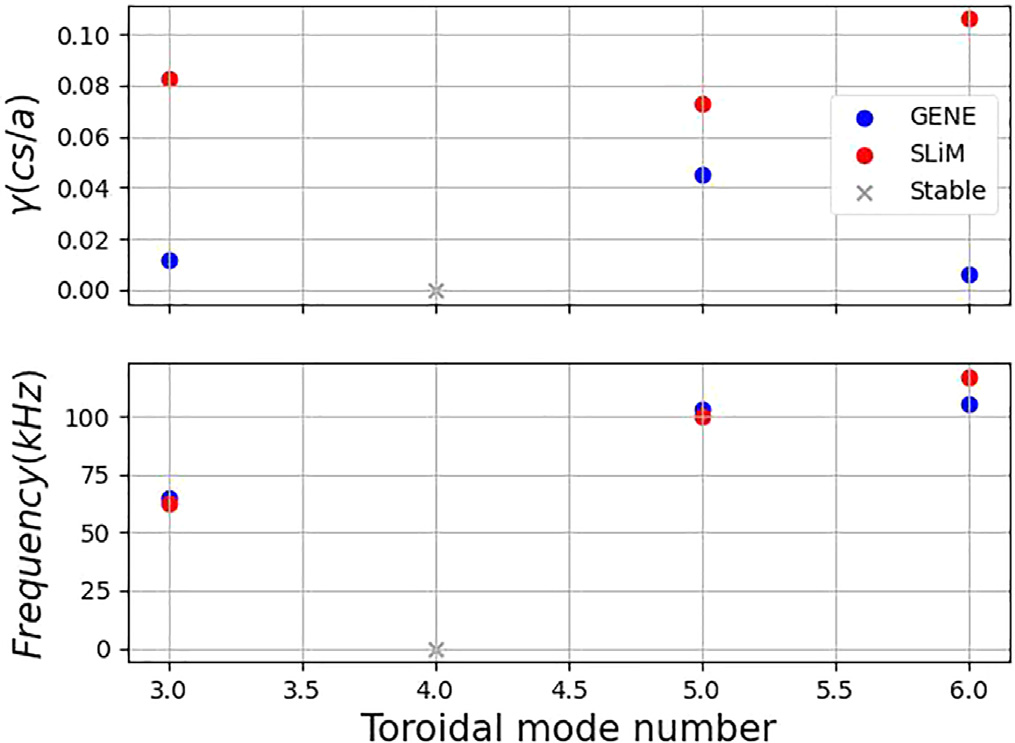 γ(cs/a)
0.10
0.08
0.06
0.04
0.02
0.00
GENE
SLiM
Stable
Frequency(kHz)
100
75
50
25
0
3.0 3.5 4.0 4.5 5.0 5.5 6.0
Toroidal mode number